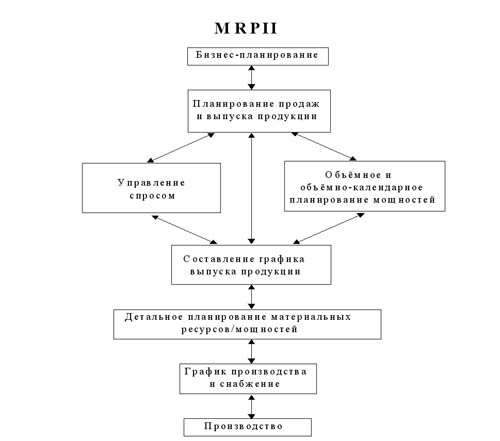 MRPII
Бизнес-планирование
Планирование продаж
и выпуска продукции
Управление
спросом
Объёмное и
объёмно-календарное
планирование мощностей
Составление графика
выпуска продукции
Детальное планирование материальных
ресурсов/мощностей
График производства
и снабжение
Производство